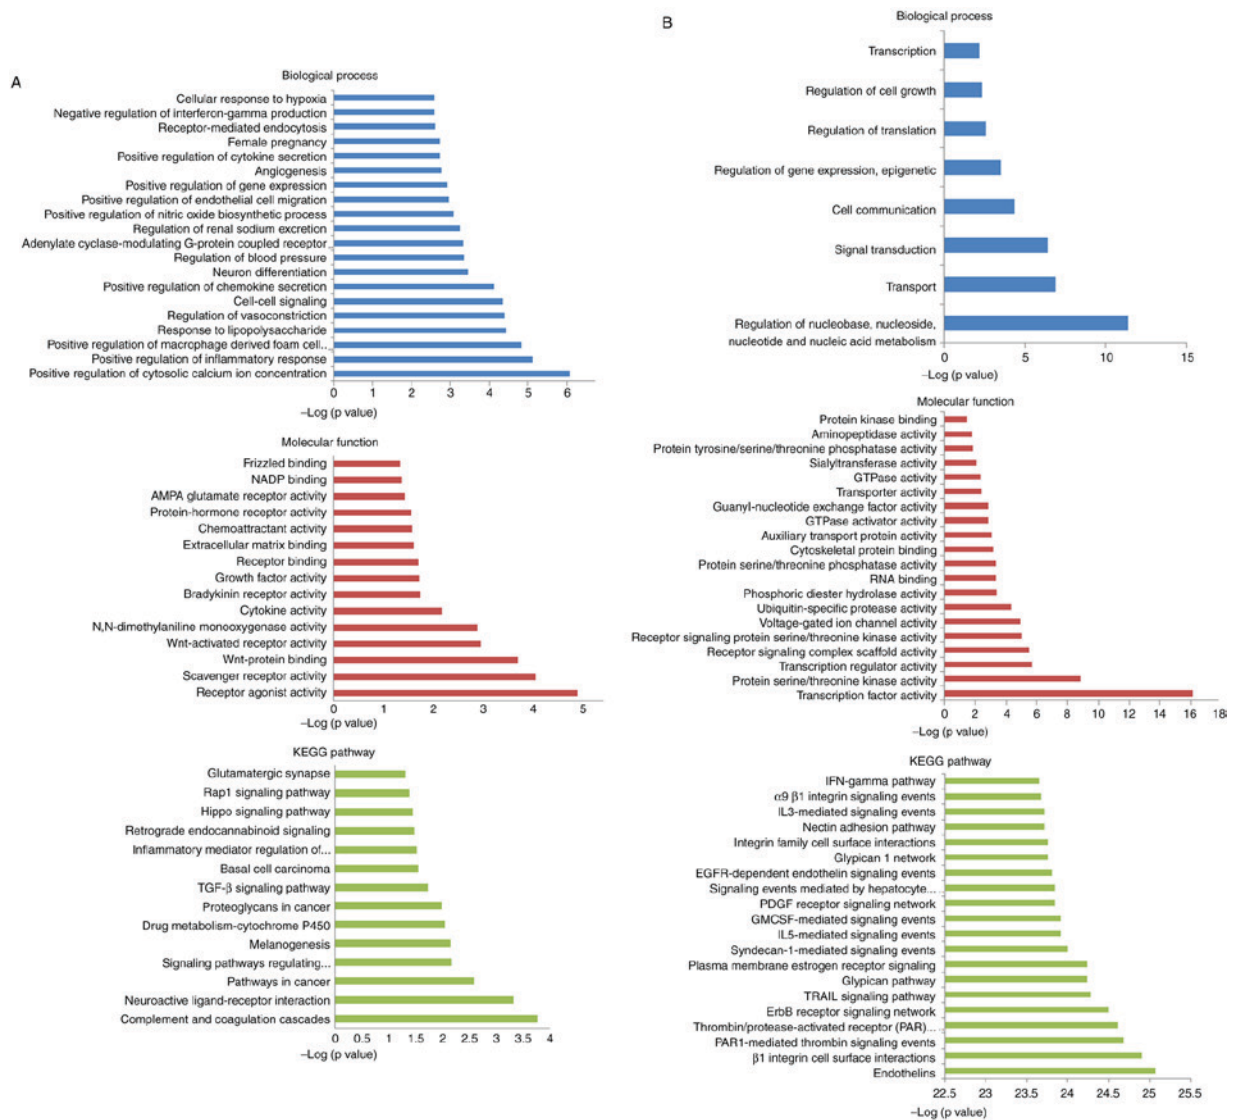 A
Biological process
Cellular response to hypoxia
Negative regulation of interferon-gamma production
Receptor-mediated endocytosis
Female pregnancy
Positive regulation of cytokine secretion
Angiogenesis
Positive regulation of gene expression
Positive regulation of endothelial cell migration
Positive regulation of nitric oxide biosynthetic process
Regulation of renal sodium excretion
Adenylate cyclase-modulating G-protein coupled receptor
Regulation of blood pressure
Neuron differentiation
Positive regulation of chemokine secretion
Cell-cell signaling
Regulation of vasoconstriction
Response to lipopolysaccharide
Positive regulation of macrophage derived foam cell..
Positive regulation of inflammatory response
Positive regulation of cytosolic calcium ion concentration
0 1 2 3 4 5 6
–Log (p value)
Molecular function
Frizzled binding
NADP binding
AMPA glutamate receptor activity
Protein-hormone receptor activity
Chemoattractant activity
Extracellular matrix binding
Receptor binding
Growth factor activity
Bradykinin receptor activity
Cytokine activity
N,N-dimethylaniline monooxygenase activity
Wnt-activated receptor activity
Wnt-protein binding
Scavenger receptor activity
Receptor agonist activity
0 1 2 3 4 5
–Log (p value)
KEGG pathway
Glutamatergic synapse
Rap1 signaling pathway
Hippo signaling pathway
Retrograde endocannabinoid signaling
Inflammatory mediator regulation of...
Basal cell carcinoma
TGF-β signaling pathway
Proteoglycans in cancer
Drug metabolism-cytochrome P450
Melanogenesis
Signaling pathways regulating...
Pathways in cancer
Neuroactive ligand-receptor interaction
Complement and coagulation cascades
0 0.5 1 1.5 2 2.5 3 3.5 4
–Log (p value)
B
Biological process
Transcription
Regulation of cell growth
Regulation of translation
Regulation of gene expression, epigenetic
Cell communication
Signal transduction
Transport
Regulation of nucleobase, nucleoside,
nucleotide and nucleic acid metabolism
0 5 10 15
–Log (p value)
Molecular function
Protein kinase binding
Aminopeptidase activity
Protein tyrosine/serine/threonine phosphatase activity
Sialyltransferase activity
GTPase activity
Transporter activity
Guanyl-nucleotide exchange factor activity
GTPase activator activity
Auxiliary transport protein activity
Cytoskeletal protein binding
Protein serine/threonine phosphatase activity
RNA binding
Phosphoric diester hydrolase activity
Ubiquitin-specific protease activity
Voltage-gated ion channel activity
Receptor signaling protein serine/threonine kinase activity
Receptor signaling complex scaffold activity
Transcription regulator activity
Protein serine/threonine kinase activity
Transcription factor activity
0 2 4 6 8 10 12 14 16 18
–Log (p value)
KEGG pathway
IFN-gamma pathway
α9 β1 integrin signaling events
IL3-mediated signaling events
Nectin adhesion pathway
Integrin family cell surface interactions
Glypican 1 network
EGFR-dependent endothelin signaling events
Signaling events mediated by hepatocyte...
PDGF receptor signaling network
GMCSF-mediated signaling events
IL5-mediated signaling events
Syndecan-1-mediated signaling events
Plasma membrane estrogen receptor signaling
Glypican pathway
TRAIL signaling pathway
ErbB receptor signaling network
Thrombin/protease-activated receptor (PAR)...
PAR1-mediated thrombin signaling events
β1 integrin cell surface interactions
Endothelins
22.5 23 23.5 24 24.5 25 25.5
–Log (p value)